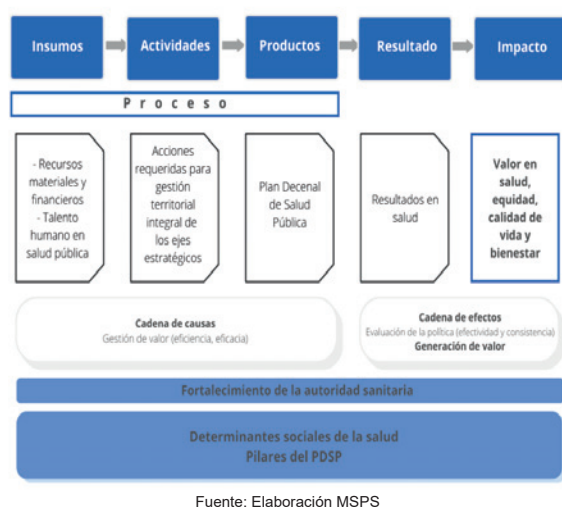 Insumos
Actividades
Productos
Resultado
Impacto
Proceso
- Recursos
materiales y
financieros
- Talento
humano en
salud pública
Acciones
requeridas para
gestión
territorial
integral de
los ejes
estratégicos
Plan Decenal
de Salud
Pública
Resultados en
salud
Valor en
salud,
equidad,
calidad de
vida y
bienestar
Cadena de causas
Gestión de valor (eficiencia, eficacia)
Cadena de efectos
Evaluación de la política (efectividad y consistencia)
Generación de valor
Fortalecimiento de la autoridad sanitaria
Determinantes sociales de la salud
Pilares del PDSP
Fuente: Elaboración MSPS